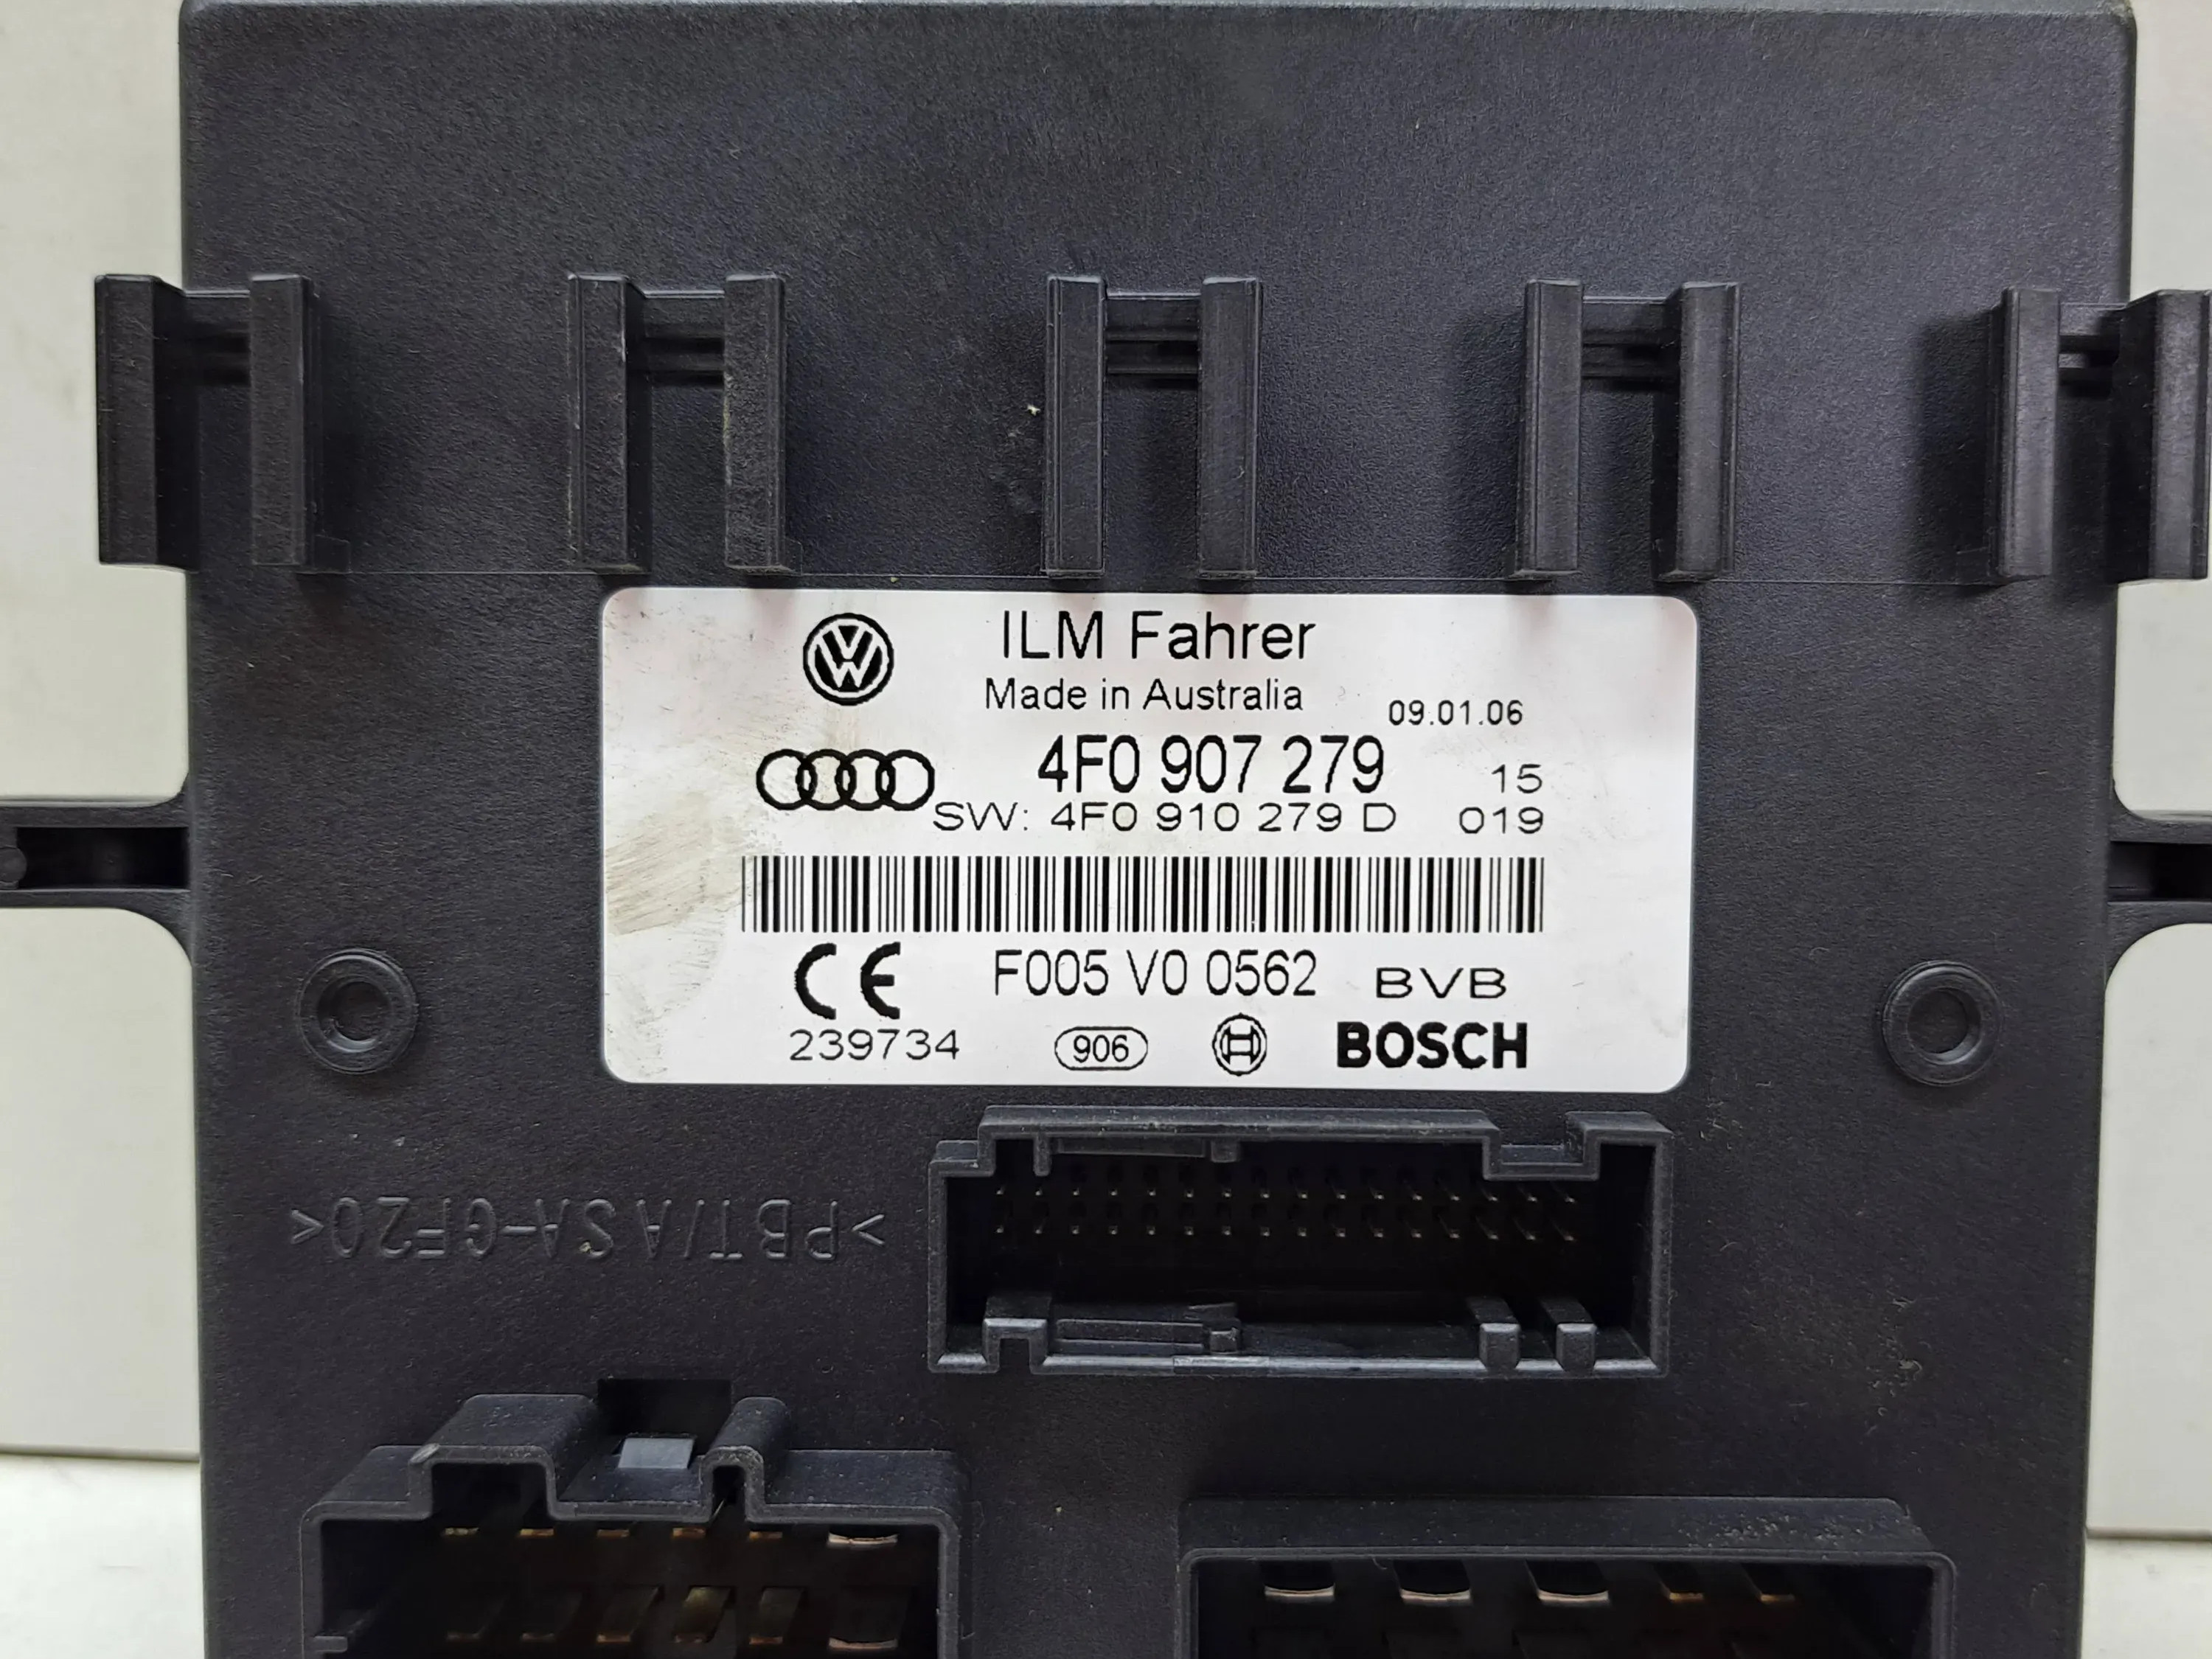 ILM Fahrer
Made in Australia
09.01.06
4F0 907 279 15
SW: 4F0 910 279 D 019
F005 V0 0562 BVB
CE
239734 906 BOSCH
>PBT/ASA-GF20<